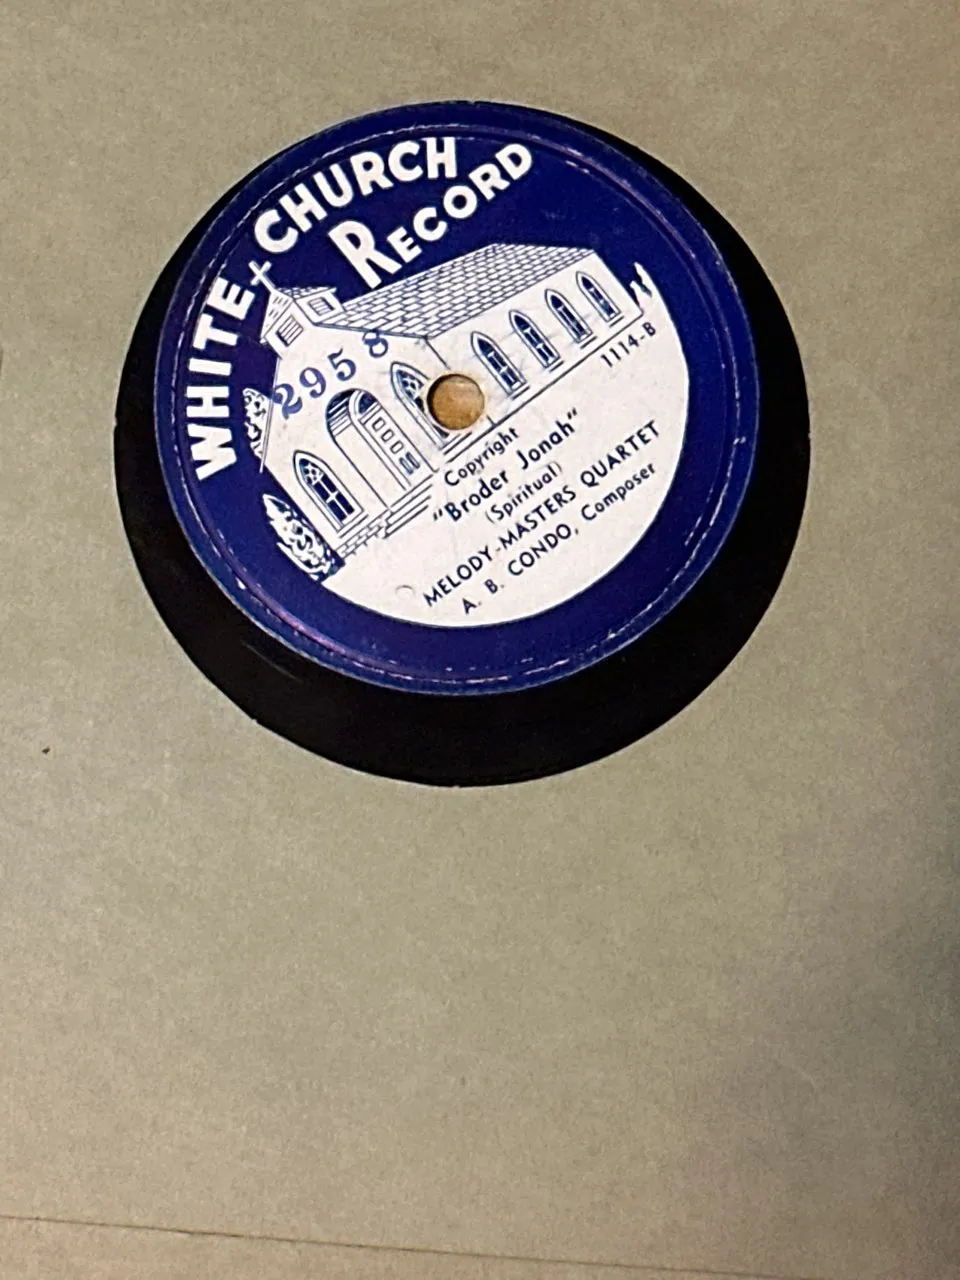 WHITE CHURCH
RECORD
2958
1114-B
Copyright
"Broder Jonah"
(Spiritual)
MELODY-MASTERS QUARTET
A. B. CONDO, Composer